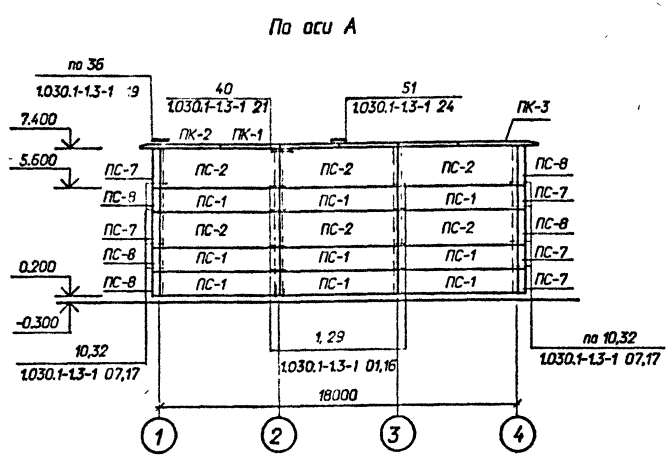 По оси А
по 36
1.030.1-1.3-1 19
40
1.030.1-1.3-1 21
51
1.030.1-1.3-1 24
ПК-3
7.400
ПК-2 ПК-1
5.600
ПС-7 ПС-2 ПС-2 ПС-2 ПС-8
ПС-8 ПС-1 ПС-1 ПС-1 ПС-7
ПС-7 ПС-2 ПС-2 ПС-2 ПС-8
ПС-8 ПС-1 ПС-1 ПС-1 ПС-7
0.200
ПС-8 ПС-1 ПС-1 ПС-1 ПС-7
-0.300
10,32
1.030.1-1.3-1 07,17
1, 29
1.030.1-1.3-1 01,16
по 10,32
1.030.1-1.3-1 07,17
18000
1 2 3 4